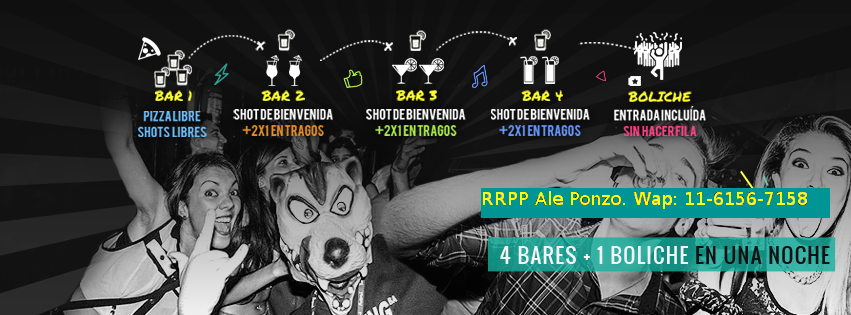 BAR 1
PIZZA LIBRE
SHOTS LIBRES
BAR 2
SHOT DE BIENVENIDA
+2X1 EN TRAGOS
BAR 3
SHOT DE BIENVENIDA
+2X1 EN TRAGOS
BAR 4
SHOT DE BIENVENIDA
+2X1 EN TRAGOS
BOLICHE
ENTRADA INCLUÍDA
SIN HACER FILA
RRPP Ale Ponzo. Wap: 11-6156-7158
4 BARES + 1 BOLICHE EN UNA NOCHE